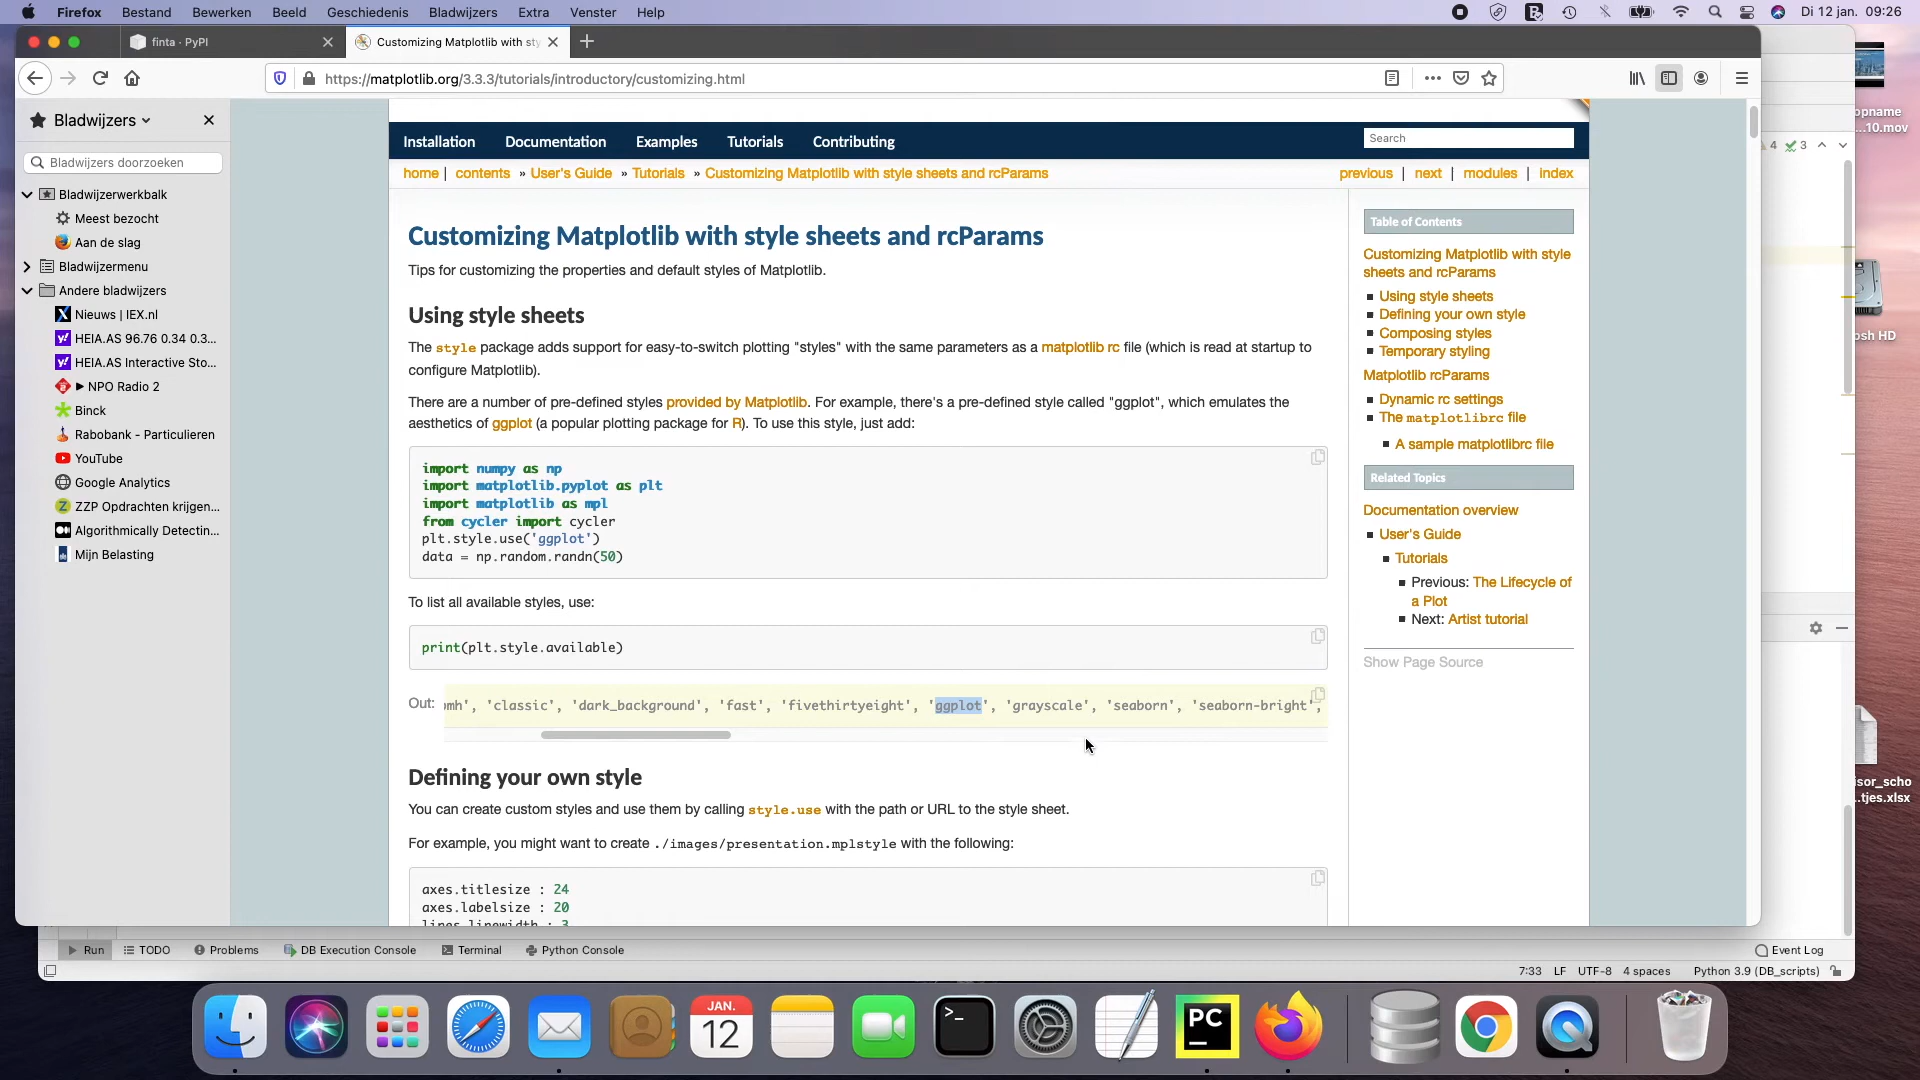 Firefox Bestand Bewerken Beeld Geschiedenis Bladwijzers Extra Venster Help Di 12 jan. 09:26
finta · PyPI
Customizing Matplotlib with sty
https://matplotlib.org/3.3.3/tutorials/introductory/customizing.html
Bladwijzers
Bladwijzers doorzoeken
Bladwijzerwerkbalk
Meest bezocht
Aan de slag
Bladwijzermenu
Andere bladwijzers
Nieuws | IEX.nl
HEIA.AS 96.76 0.34 0.3...
HEIA.AS Interactive Sto...
NPO Radio 2
Binck
Rabobank - Particulieren
YouTube
Google Analytics
ZZP Opdrachten krijgen...
Algorithmically Detectin...
Mijn Belasting
Installation Documentation Examples Tutorials Contributing
Search
home | contents » User's Guide » Tutorials » Customizing Matplotlib with style sheets and rcParams
previous | next | modules | index
Customizing Matplotlib with style sheets and rcParams
Tips for customizing the properties and default styles of Matplotlib.
Using style sheets
The style package adds support for easy-to-switch plotting "styles" with the same parameters as a matplotlib rc file (which is read at startup to
configure Matplotlib).
There are a number of pre-defined styles provided by Matplotlib. For example, there's a pre-defined style called "ggplot", which emulates the
aesthetics of ggplot (a popular plotting package for R). To use this style, just add:
import numpy as np
import matplotlib.pyplot as plt
import matplotlib as mpl
from cycler import cycler
plt.style.use('ggplot')
data = np.random.randn(50)
To list all available styles, use:
print(plt.style.available)
Out: mh', 'classic', 'dark_background', 'fast', 'fivethirtyeight', 'ggplot', 'grayscale', 'seaborn', 'seaborn-bright',
Defining your own style
You can create custom styles and use them by calling style.use with the path or URL to the style sheet.
For example, you might want to create ./images/presentation.mplstyle with the following:
axes.titlesize : 24
axes.labelsize : 20
lines.linewidth : 3
Table of Contents
Customizing Matplotlib with style
sheets and rcParams
Using style sheets
Defining your own style
Composing styles
Temporary styling
Matplotlib rcParams
Dynamic rc settings
The matplotlibrc file
A sample matplotlibrc file
Related Topics
Documentation overview
User's Guide
Tutorials
Previous: The Lifecycle of
a Plot
Next: Artist tutorial
Show Page Source
opname
...10.mov
4 3
osh HD
isor_scho
...tjes.xlsx
Run TODO Problems DB Execution Console Terminal Python Console Event Log
7:33 LF UTF-8 4 spaces Python 3.9 (DB_scripts)
JAN.
12
PC